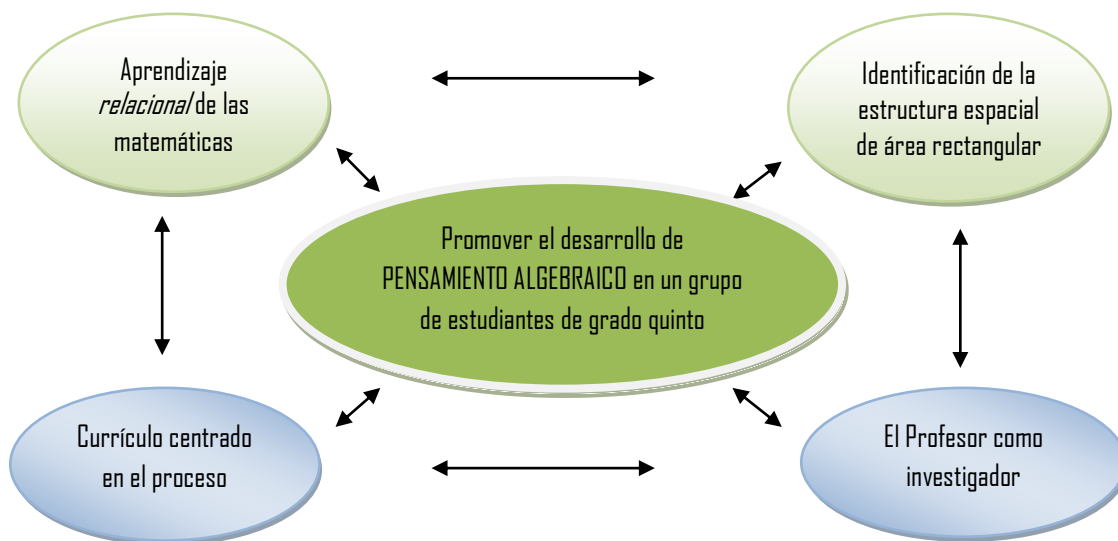 Aprendizaje
relacional de las
matemáticas
Identificación de la
estructura espacial
de área rectangular
Promover el desarrollo de
PENSAMIENTO ALGEBRAICO en un grupo
de estudiantes de grado quinto
Currículo centrado
en el proceso
El Profesor como
investigador